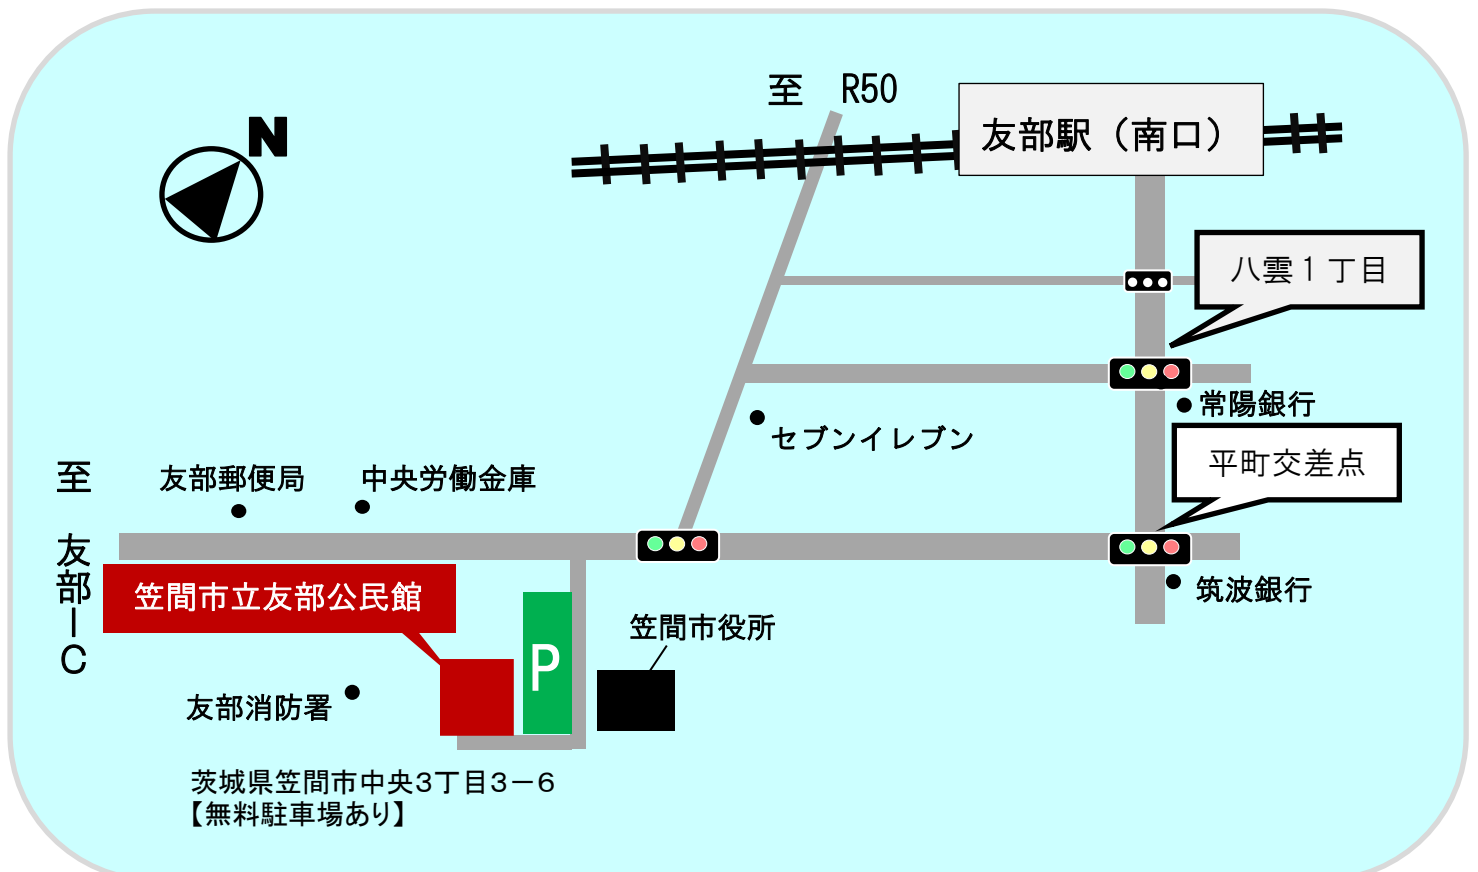 至　R50
N
友部駅（南口）
八雲１丁目
常陽銀行
セブンイレブン
平町交差点
友部郵便局
中央労働金庫
至　友部ＩＣ
笠間市立友部公民館
筑波銀行
笠間市役所
P
友部消防署
茨城県笠間市中央３丁目３－６
【無料駐車場あり】